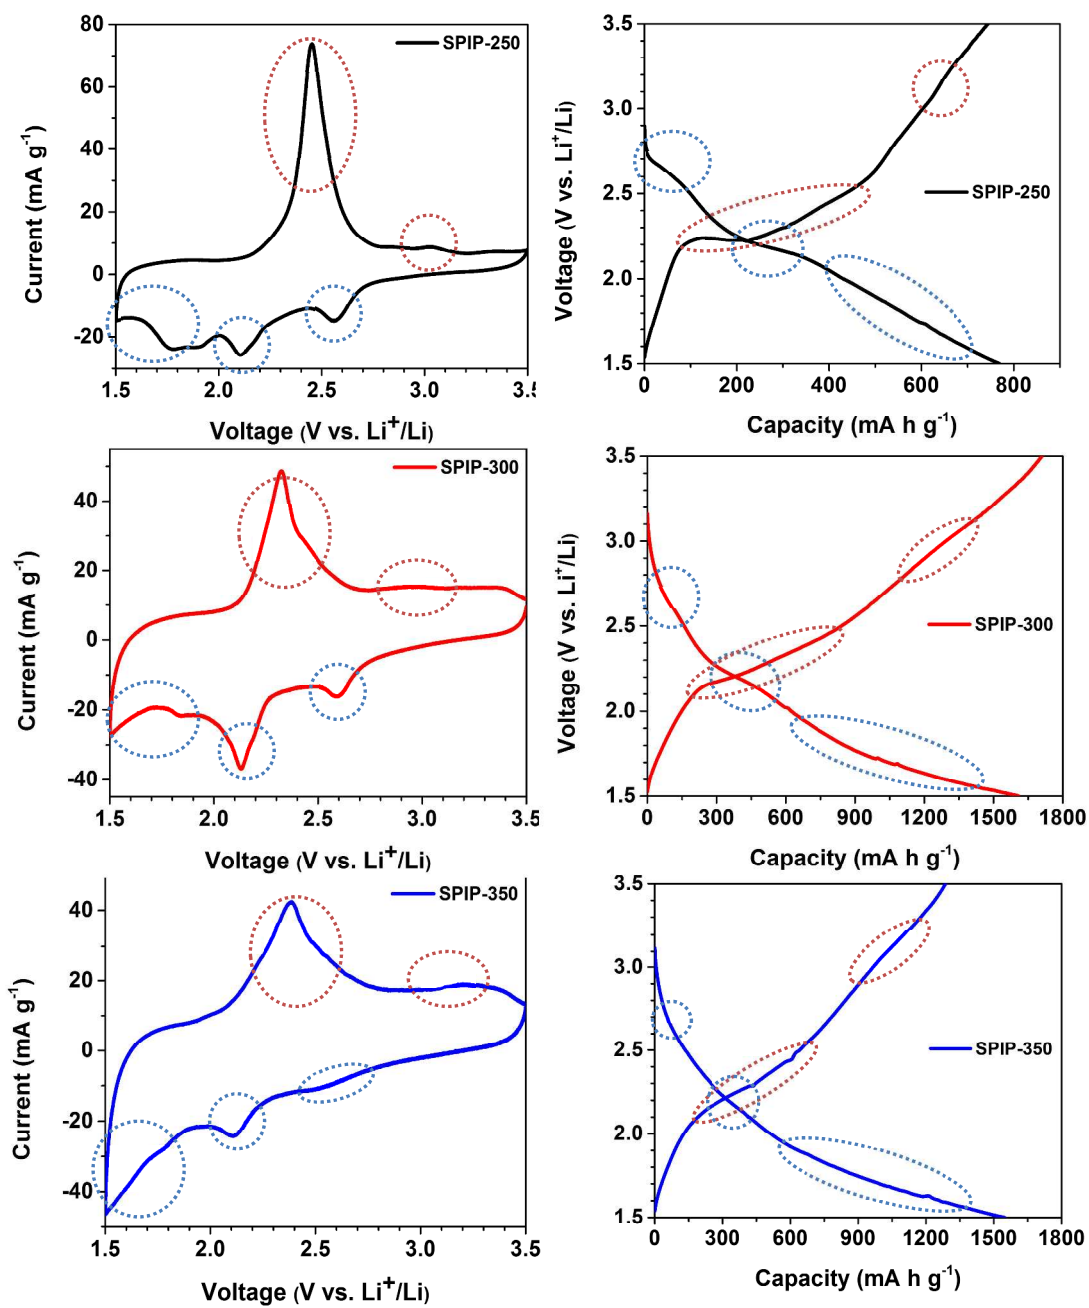 80
60
40
20
0
-20
1.5 2.0 2.5 3.0 3.5
Current (mA g-1)
Voltage (V vs. Li+/Li)
SPIP-250
3.5
3.0
2.5
2.0
1.5
0 200 400 600 800
Voltage (V vs. Li+/Li)
Capacity (mA h g-1)
SPIP-250
40
20
0
-20
-40
1.5 2.0 2.5 3.0 3.5
Current (mA g-1)
Voltage (V vs. Li+/Li)
SPIP-300
3.5
3.0
2.5
2.0
1.5
0 300 600 900 1200 1500 1800
Voltage (V vs. Li+/Li)
Capacity (mA h g-1)
SPIP-300
40
20
0
-20
-40
1.5 2.0 2.5 3.0 3.5
Current (mA g-1)
Voltage (V vs. Li+/Li)
SPIP-350
3.5
3.0
2.5
2.0
1.5
0 300 600 900 1200 1500 1800
Voltage (V vs. Li+/Li)
Capacity (mA h g-1)
SPIP-350